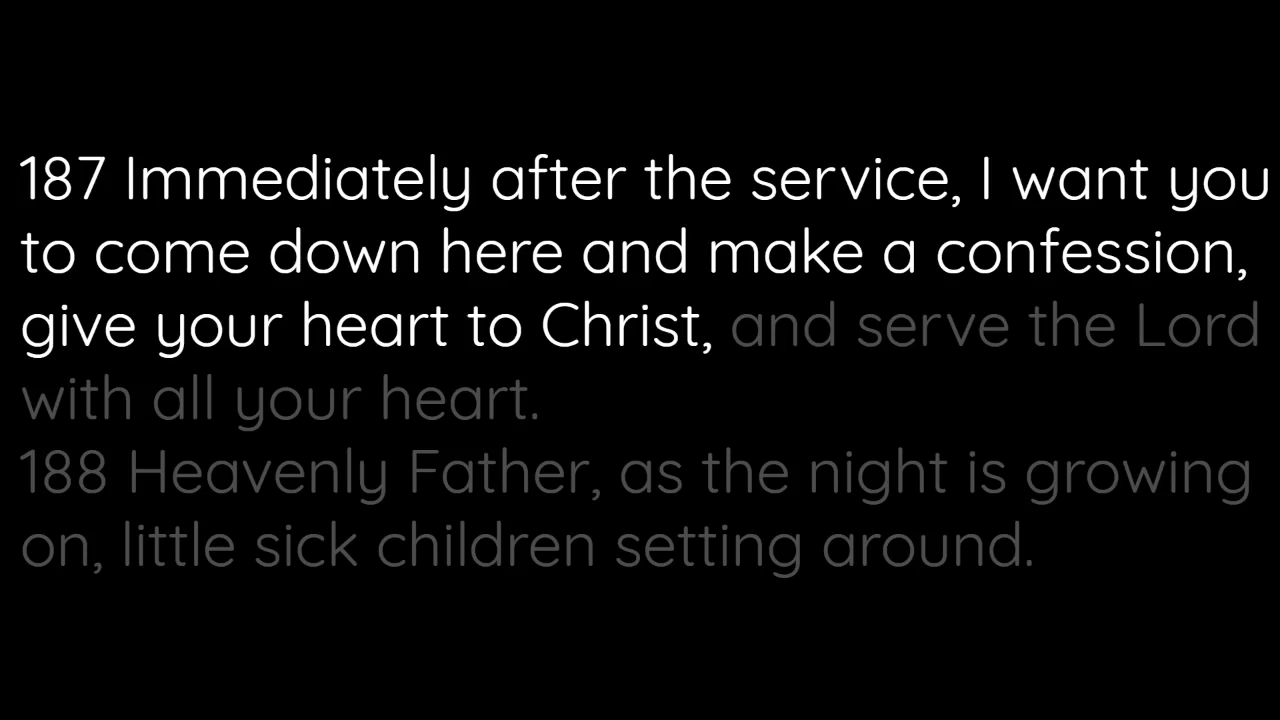 187 Immediately after the service, I want you
to come down here and make a confession,
give your heart to Christ, and serve the Lord
with all your heart.
188 Heavenly Father, as the night is growing
on, little sick children setting around.